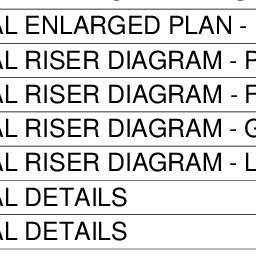 AL ENLARGED PLAN -
AL RISER DIAGRAM - P
AL RISER DIAGRAM - F
AL RISER DIAGRAM - G
AL RISER DIAGRAM - L
AL DETAILS
AL DETAILS